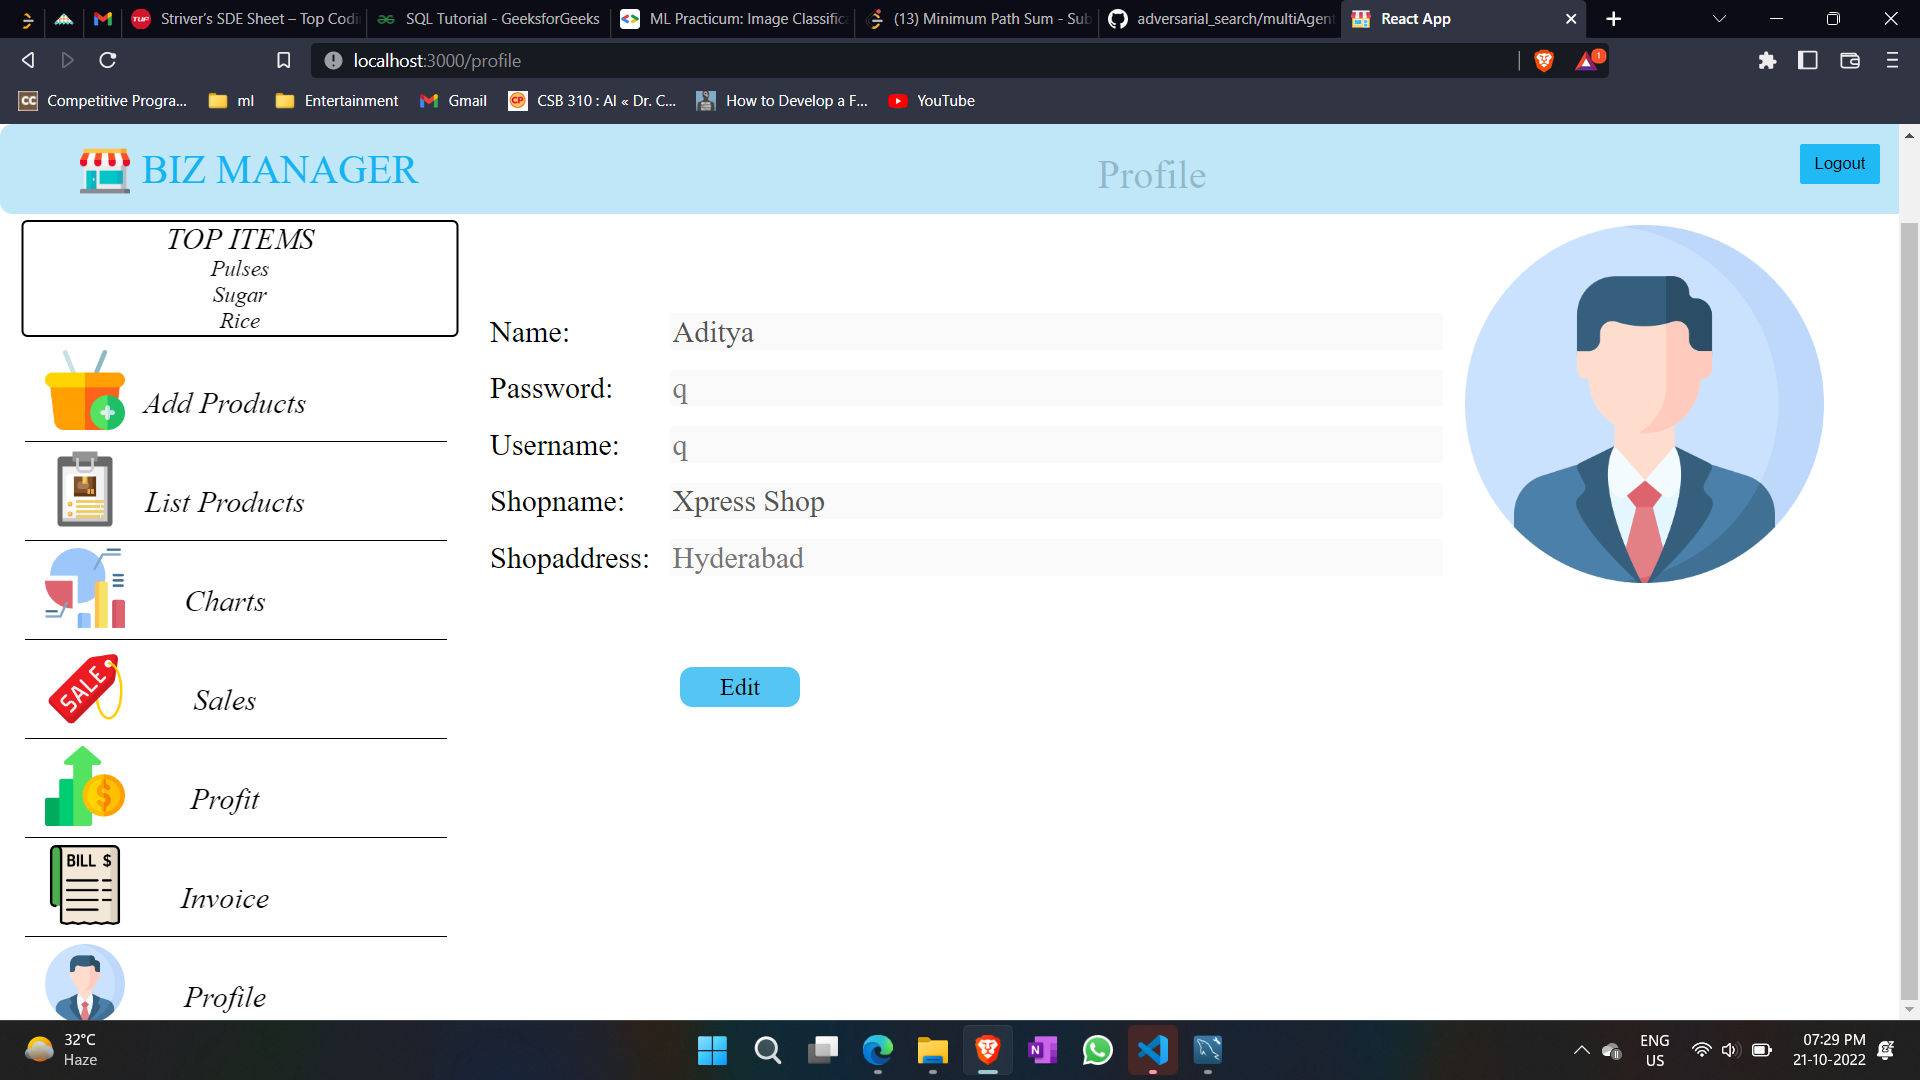 Striver's SDE Sheet – Top Codi
SQL Tutorial - GeeksforGeeks
ML Practicum: Image Classific
(13) Minimum Path Sum - Sub
adversarial_search/multiAgent
React App
localhost:3000/profile
1
CC Competitive Progra...
ml
Entertainment
Gmail
CP CSB 310 : AI « Dr. C...
How to Develop a F...
YouTube
BIZ MANAGER
Profile
Logout
TOP ITEMS
Pulses
Sugar
Rice
Add Products
List Products
Charts
SALE
Sales
$
Profit
BILL $
Invoice
Profile
Name: Aditya
Password: q
Username: q
Shopname: Xpress Shop
Shopaddress: Hyderabad
Edit
32°C
Haze
N
ENG
US
07:29 PM
21-10-2022